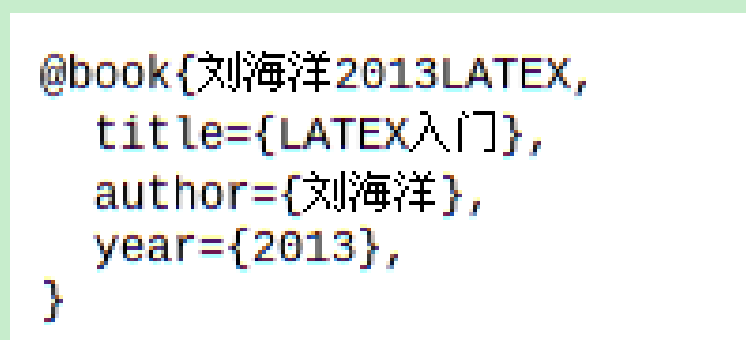 @book{刘海洋2013LATEX,
  title={LATEX入门},
  author={刘海洋},
  year={2013},
}